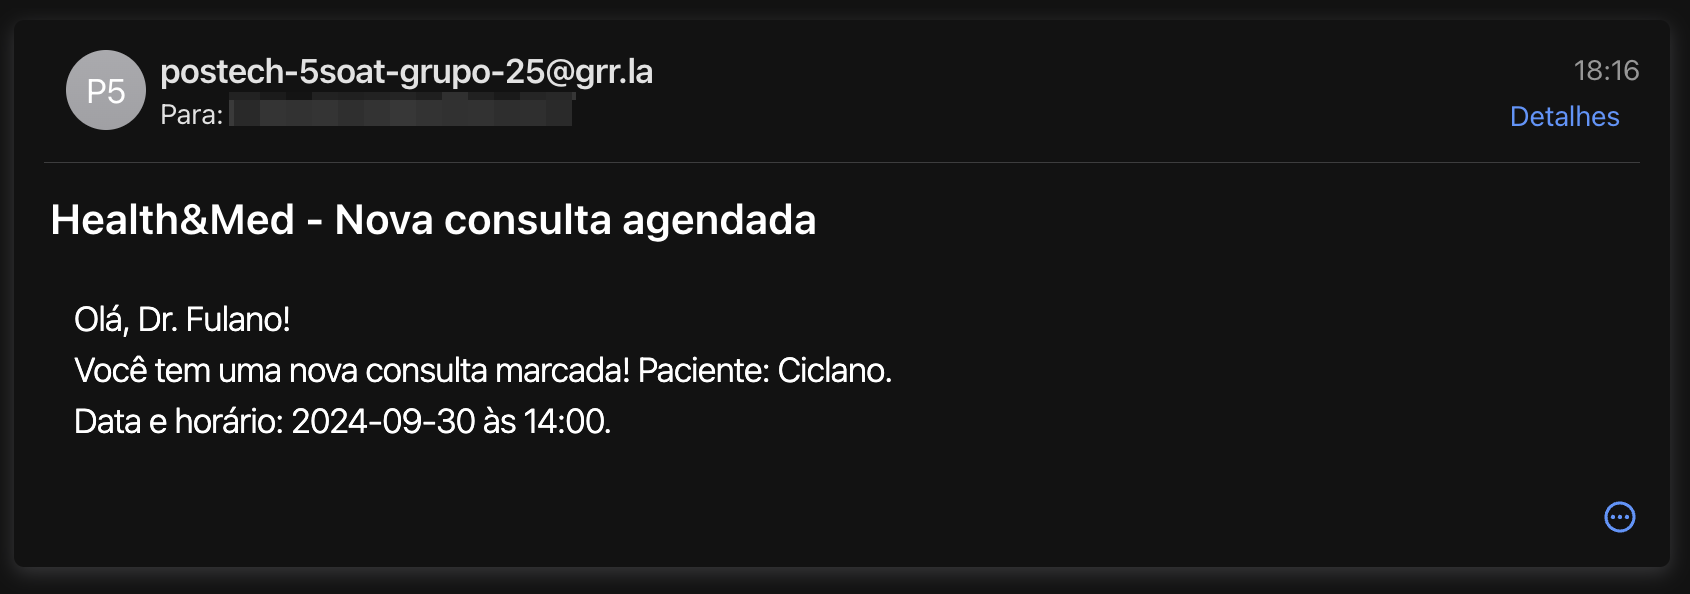 P5
postech-5soat-grupo-25@grr.la
18:16
Para:
Detalhes
Health&Med - Nova consulta agendada
Olá, Dr. Fulano!
Você tem uma nova consulta marcada! Paciente: Ciclano.
Data e horário: 2024-09-30 às 14:00.